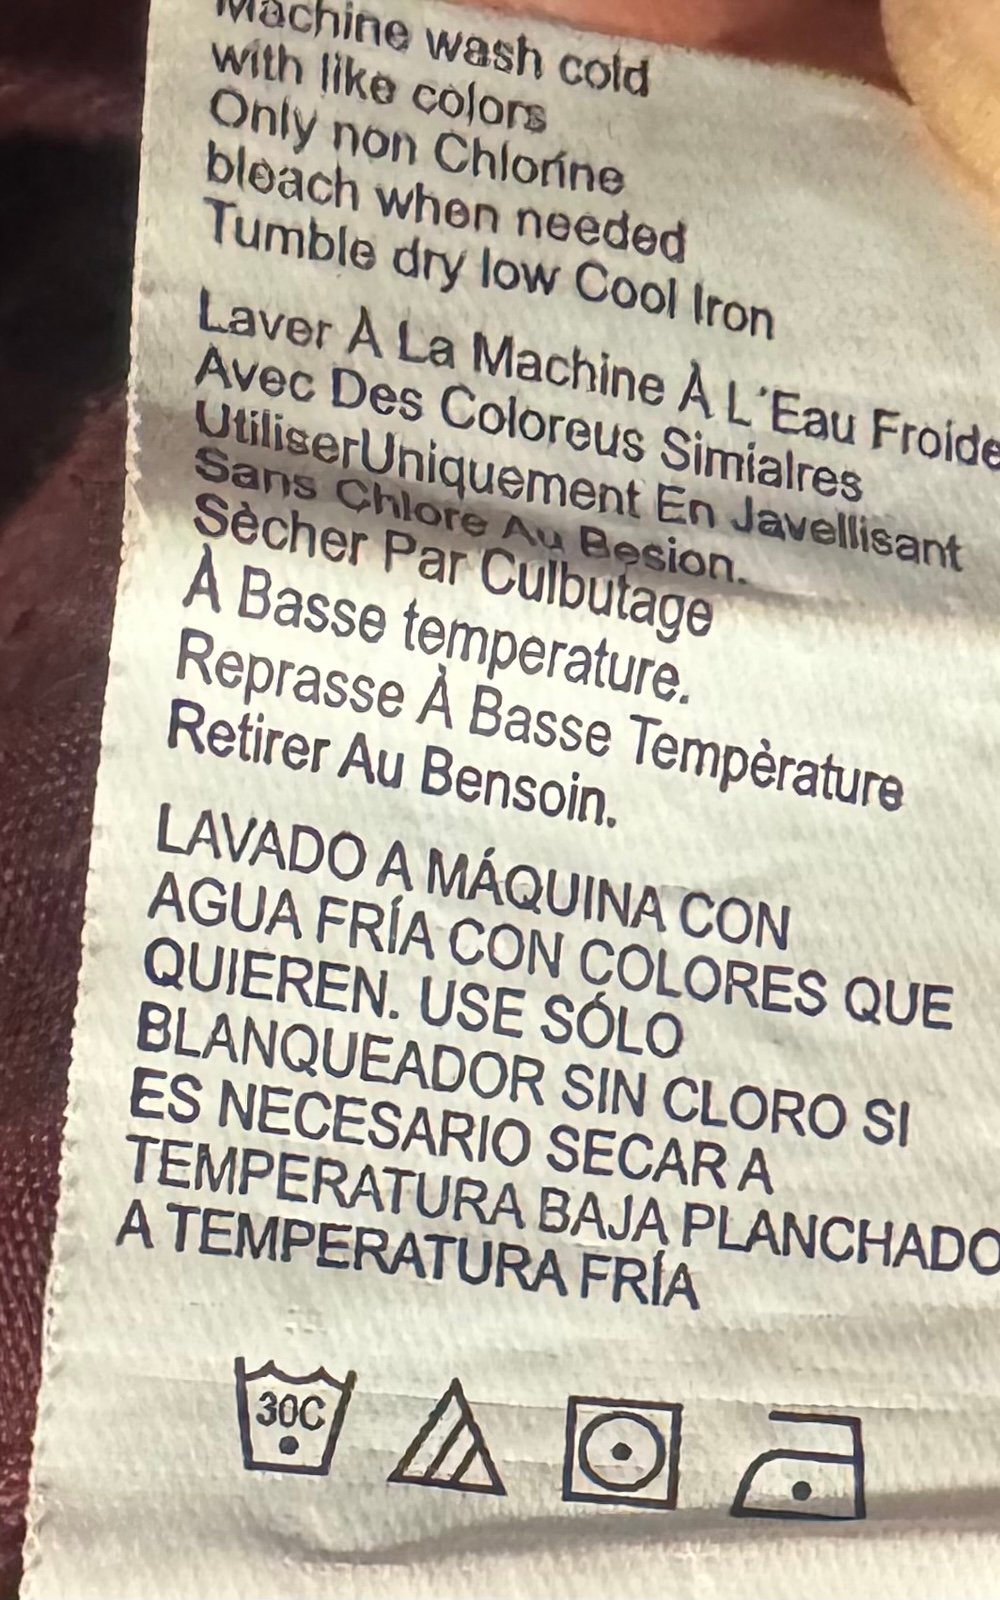 Machine wash cold
with like colors
Only non Chlorine
bleach when needed
Tumble dry low Cool Iron
Laver À La Machine À L'Eau Froide
Avec Des Coloreus Simialres
UtiliserUniquement En Javellisant
Sans Chlore Au Besion.
Sècher Par Culbutage
À Basse temperature.
Reprasse À Basse Tempèrature
Retirer Au Bensoin.
LAVADO A MÁQUINA CON
AGUA FRÍA CON COLORES QUE
QUIEREN. USE SÓLO
BLANQUEADOR SIN CLORO SI
ES NECESARIO SECAR A
TEMPERATURA BAJA PLANCHADO
A TEMPERATURA FRÍA
30C